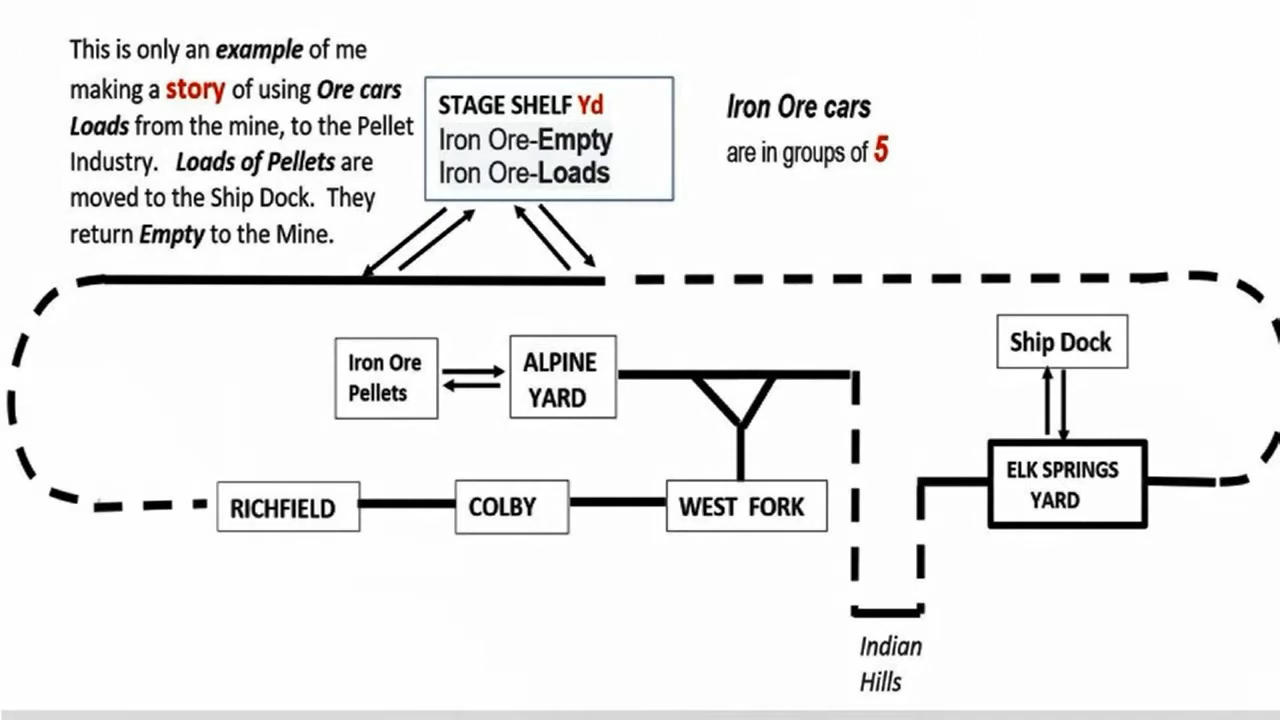 This is only an example of me
making a story of using Ore cars
Loads from the mine, to the Pellet
Industry. Loads of Pellets are
moved to the Ship Dock. They
return Empty to the Mine.
STAGE SHELF Yd
Iron Ore-Empty
Iron Ore-Loads
Iron Ore cars
are in groups of 5
Iron Ore
Pellets
ALPINE
YARD
Ship Dock
ELK SPRINGS
YARD
RICHFIELD
COLBY
WEST FORK
Indian
Hills